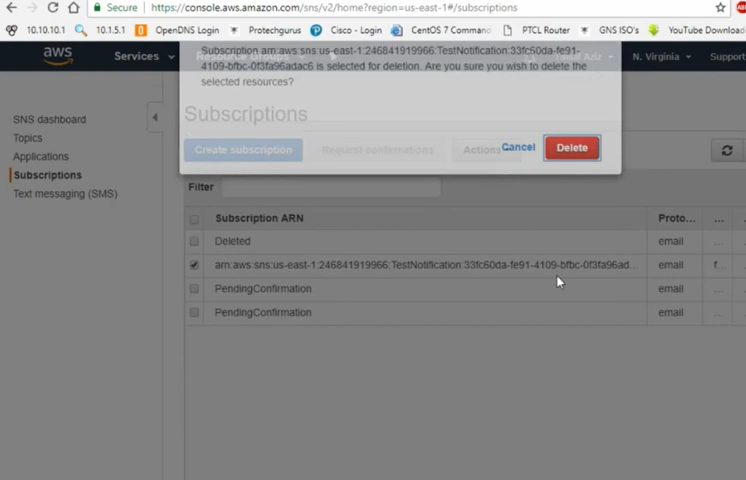 Secure https://console.aws.amazon.com/sns/v2/home?region=us-east-1#/subscriptions
10.10.10.1 10.1.5.1 OpenDNS Login Protechgurus Cisco - Login CentOS 7 Command PTCL Router GNS ISO's YouTube Download
aws Services Resource Groups N. Virginia Support
Subscription arn:aws:sns:us-east-1:246841919966:TestNotification:33fc60da-fe91-
4109-bfbc-0f3fa96adac6 is selected for deletion. Are you sure you wish to delete the
selected resources?
SNS dashboard
Topics
Applications
Subscriptions
Text messaging (SMS)
Subscriptions
Create subscription Request confirmations Actions Cancel Delete
Filter
Subscription ARN Proto... ...
Deleted email ...
arn:aws:sns:us-east-1:246841919966:TestNotification:33fc60da-fe91-4109-bfbc-0f3fa96ad... email f...
PendingConfirmation email ...
PendingConfirmation email ...